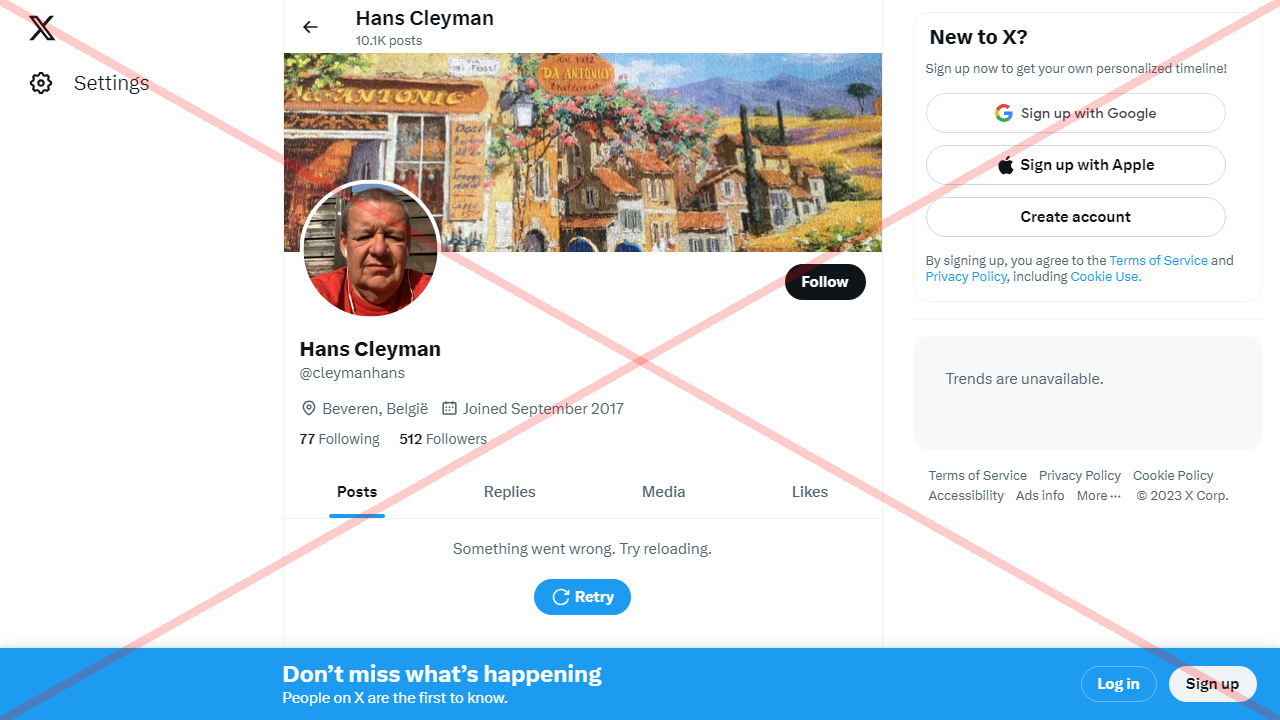 Hans Cleyman
10.1K posts
Settings
DA ANTONIO
trattoria
Hans Cleyman
@cleymanhans
Follow
Beveren, België Joined September 2017
77 Following 512 Followers
Posts Replies Media Likes
Something went wrong. Try reloading.
Retry
New to X?
Sign up now to get your own personalized timeline!
Sign up with Google
Sign up with Apple
Create account
By signing up, you agree to the Terms of Service and
Privacy Policy, including Cookie Use.
Trends are unavailable.
Terms of Service Privacy Policy Cookie Policy
Accessibility Ads info More ··· © 2023 X Corp.
Don’t miss what’s happening
People on X are the first to know.
Log in Sign up